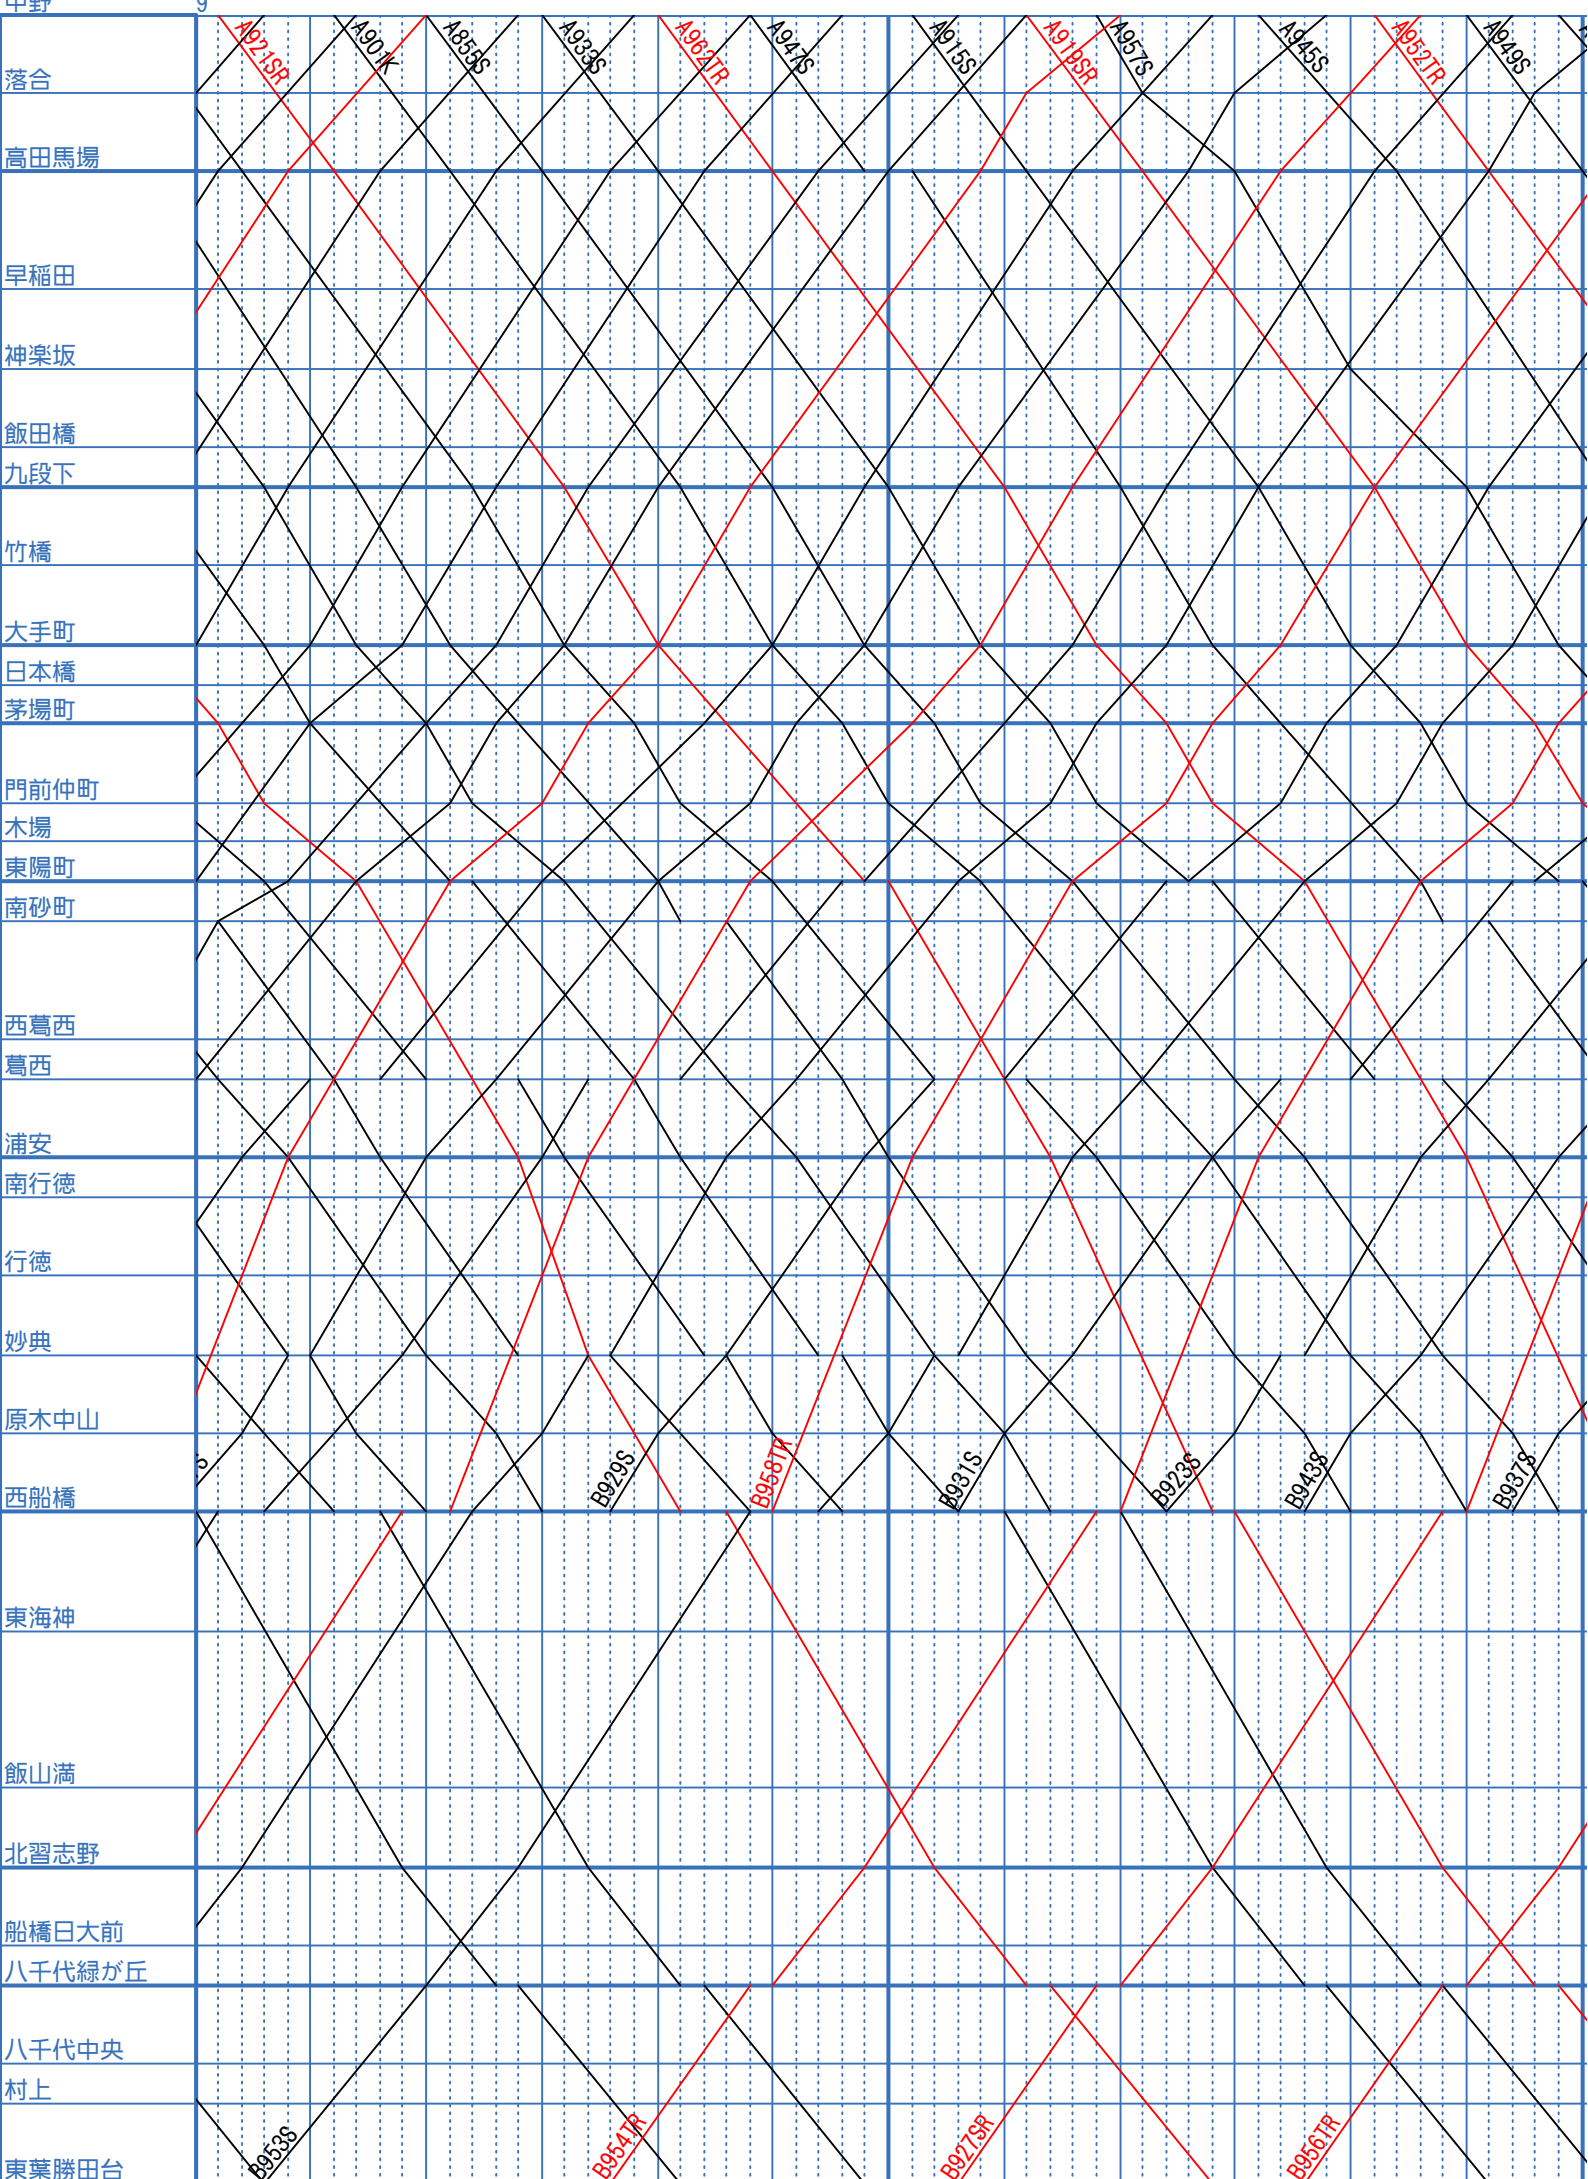 中野 9
A921SR A901K A855S A933S A962TR A947S A915S A919SR A957S A945S A952TR A949S
落合
高田馬場
早稲田
神楽坂
飯田橋
九段下
竹橋
大手町
日本橋
茅場町
門前仲町
木場
東陽町
南砂町
西葛西
葛西
浦安
南行徳
行徳
妙典
原木中山
S B929S B958TR B931S B923S B943S B937S
西船橋
東海神
飯山満
北習志野
船橋日大前
八千代緑が丘
八千代中央
村上
B953S B954TR B927SR B956TR
東葉勝田台